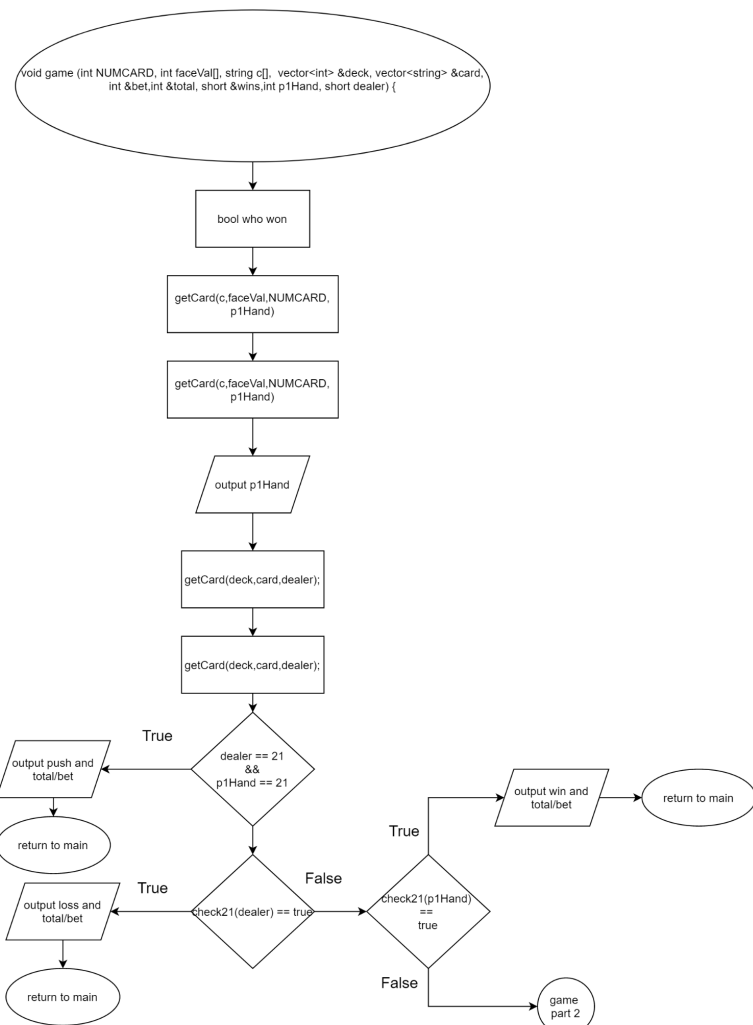 void game (int NUMCARD, int faceVal[], string c[],  vector<int> &deck, vector<string> &card,
int &bet,int &total, short &wins,int p1Hand, short dealer) {
bool who won
getCard(c,faceVal,NUMCARD,
p1Hand)
getCard(c,faceVal,NUMCARD,
p1Hand)
output p1Hand
getCard(deck,card,dealer);
getCard(deck,card,dealer);
dealer == 21
&&
p1Hand == 21
True
output push and
total/bet
return to main
check21(dealer) == true
True
output loss and
total/bet
return to main
False
check21(p1Hand)
==
true
True
output win and
total/bet
return to main
False
game
part 2